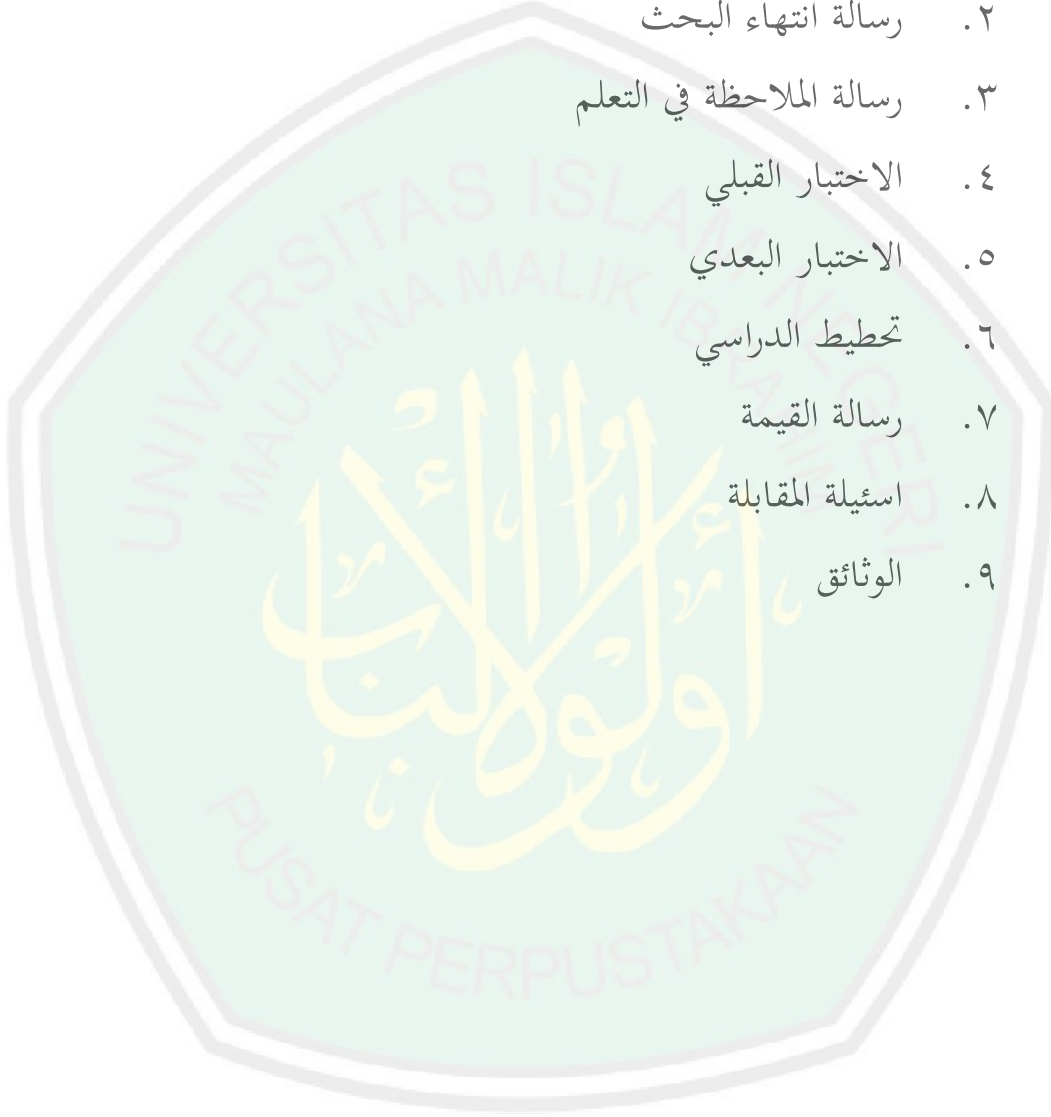 ٢. رسالة انتهاء البحث
٣. رسالة الملاحظة في التعلم
٤. الاختبار القبلي
٥. الاختبار البعدي
٦. تحطيط الدراسي
٧. رسالة القيمة
٨. اسئيلة المقابلة
٩. الوثائق
UNIVERSITAS ISLAM NEGERI
MAULANA MALIK IBRAHIM
PUSAT PERPUSTAKAAN